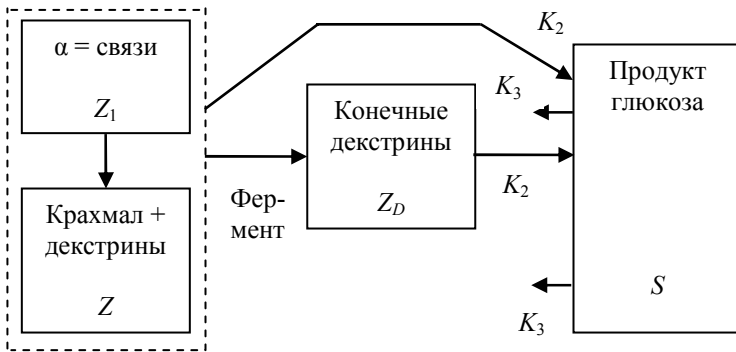 α = связи
Z1
Крахмал +
декстрины
Z
Фер-
мент
Конечные
декстрины
ZD
K2
K3
K2
K3
Продукт
глюкоза
S